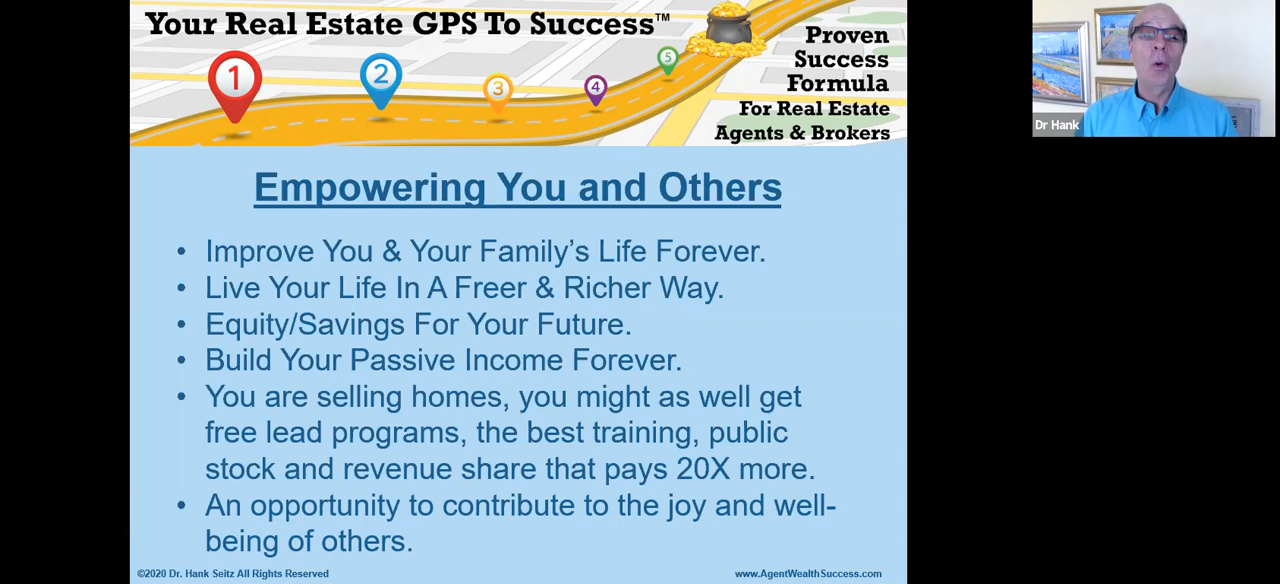 Your Real Estate GPS To Success™
1
2
3
4
5
Proven
Success
Formula
For Real Estate
Agents & Brokers
Dr Hank
Empowering You and Others
• Improve You & Your Family's Life Forever.
• Live Your Life In A Freer & Richer Way.
• Equity/Savings For Your Future.
• Build Your Passive Income Forever.
• You are selling homes, you might as well get
free lead programs, the best training, public
stock and revenue share that pays 20X more.
• An opportunity to contribute to the joy and well-
being of others.
©2020 Dr. Hank Seitz All Rights Reserved
www.AgentWealthSuccess.com